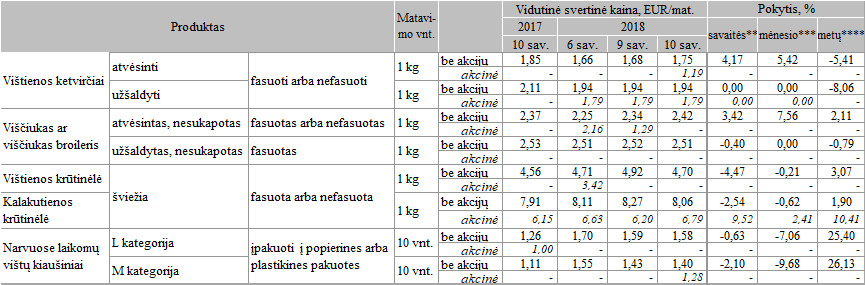 Produktas Matavi- Vidutinė svertinė kaina, EUR/mat. Pokytis, %
mo vnt. 2017 2018 savaitės** mėnesio*** metų****
10 sav. 6 sav. 9 sav. 10 sav.
Vištienos ketvirčiai atvėsinti fasuoti arba nefasuoti 1 kg be akcijų 1,85 1,66 1,68 1,75 4,17 5,42 -5,41
akcinė - - - 1,19 - - -
užšaldyti 1 kg be akcijų 2,11 1,94 1,94 1,94 0,00 0,00 -8,06
akcinė - 1,79 1,79 1,79 0,00 0,00 -
Viščiukas ar viščiukas broileris atvėsintas, nesukapotas fasuotas arba nefasuotas 1 kg be akcijų 2,37 2,25 2,34 2,42 3,42 7,56 2,11
akcinė - 2,16 1,29 - - - -
užšaldytas, nesukapotas fasuotas 1 kg be akcijų 2,53 2,51 2,52 2,51 -0,40 0,00 -0,79
akcinė - - - - - - -
Vištienos krūtinėlė šviežia fasuota arba nefasuota 1 kg be akcijų 4,56 4,71 4,92 4,70 -4,47 -0,21 3,07
akcinė - 3,42 - - - - -
Kalakutienos krūtinėlė 1 kg be akcijų 7,91 8,11 8,27 8,06 -2,54 -0,62 1,90
akcinė 6,15 6,63 6,20 6,79 9,52 2,41 10,41
Narvuose laikomų vištų kiaušiniai L kategorija įpakuoti į popierines arba plastikines pakuotes 10 vnt. be akcijų 1,26 1,70 1,59 1,58 -0,63 -7,06 25,40
akcinė 1,00 - - - - - -
M kategorija 10 vnt. be akcijų 1,11 1,55 1,43 1,40 -2,10 -9,68 26,13
akcinė - - - 1,28 - - -